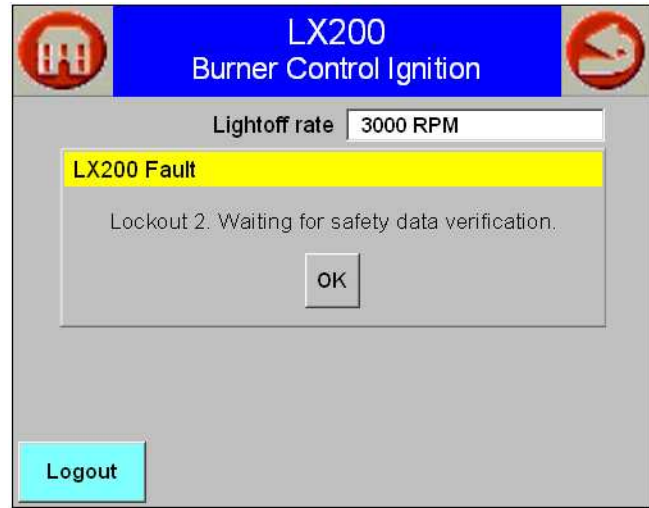 LX200
Burner Control Ignition
Lightoff rate 3000 RPM
LX200 Fault
Lockout 2. Waiting for safety data verification.
OK
Logout